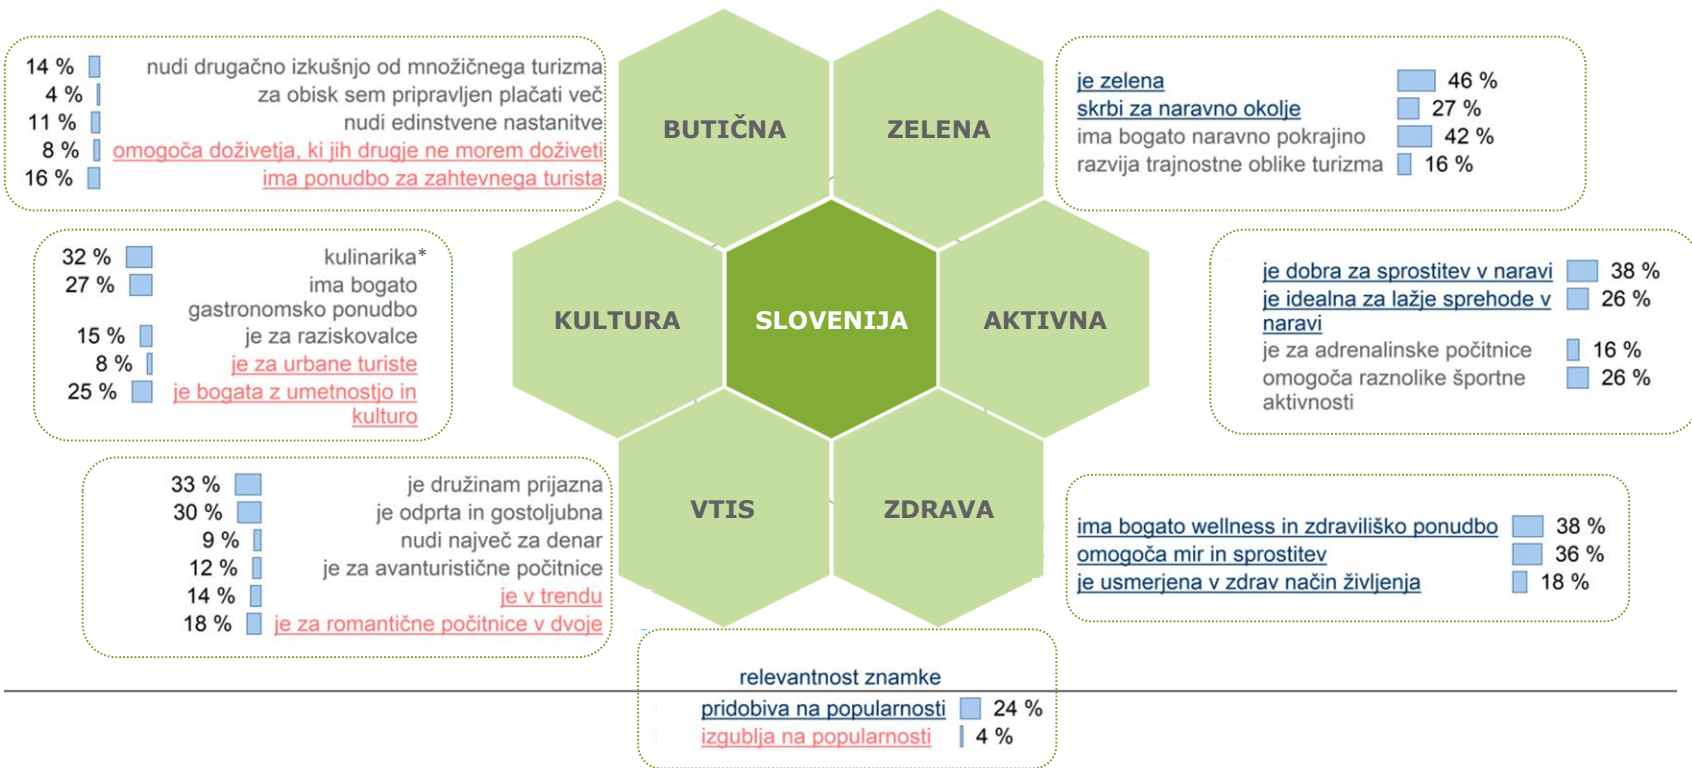 14 % nudi drugačno izkušnjo od množičnega turizma
4 % za obisk sem pripravljen plačati več
11 % nudi edinstvene nastanitve
8 % omogoča doživetja, ki jih drugje ne morem doživeti
16 % ima ponudbo za zahtevnega turista
BUTIČNA
ZELENA
je zelena 46 %
skrbi za naravno okolje 27 %
ima bogato naravno pokrajino 42 %
razvija trajnostne oblike turizma 16 %
32 % kulinarika*
27 % ima bogato
gastronomsko ponudbo
15 % je za raziskovalce
8 % je za urbane turiste
25 % je bogata z umetnostjo in
kulturo
KULTURA
SLOVENIJA
AKTIVNA
je dobra za sprostitev v naravi 38 %
je idealna za lažje sprehode v 26 %
naravi
je za adrenalinske počitnice 16 %
omogoča raznolike športne 26 %
aktivnosti
33 % je družinam prijazna
30 % je odprta in gostoljubna
9 % nudi največ za denar
12 % je za avanturistične počitnice
14 % je v trendu
18 % je za romantične počitnice v dvoje
VTIS
ZDRAVA
ima bogato wellness in zdraviliško ponudbo 38 %
omogoča mir in sprostitev 36 %
je usmerjena v zdrav način življenja 18 %
relevantnost znamke
pridobiva na popularnosti 24 %
izgublja na popularnosti 4 %